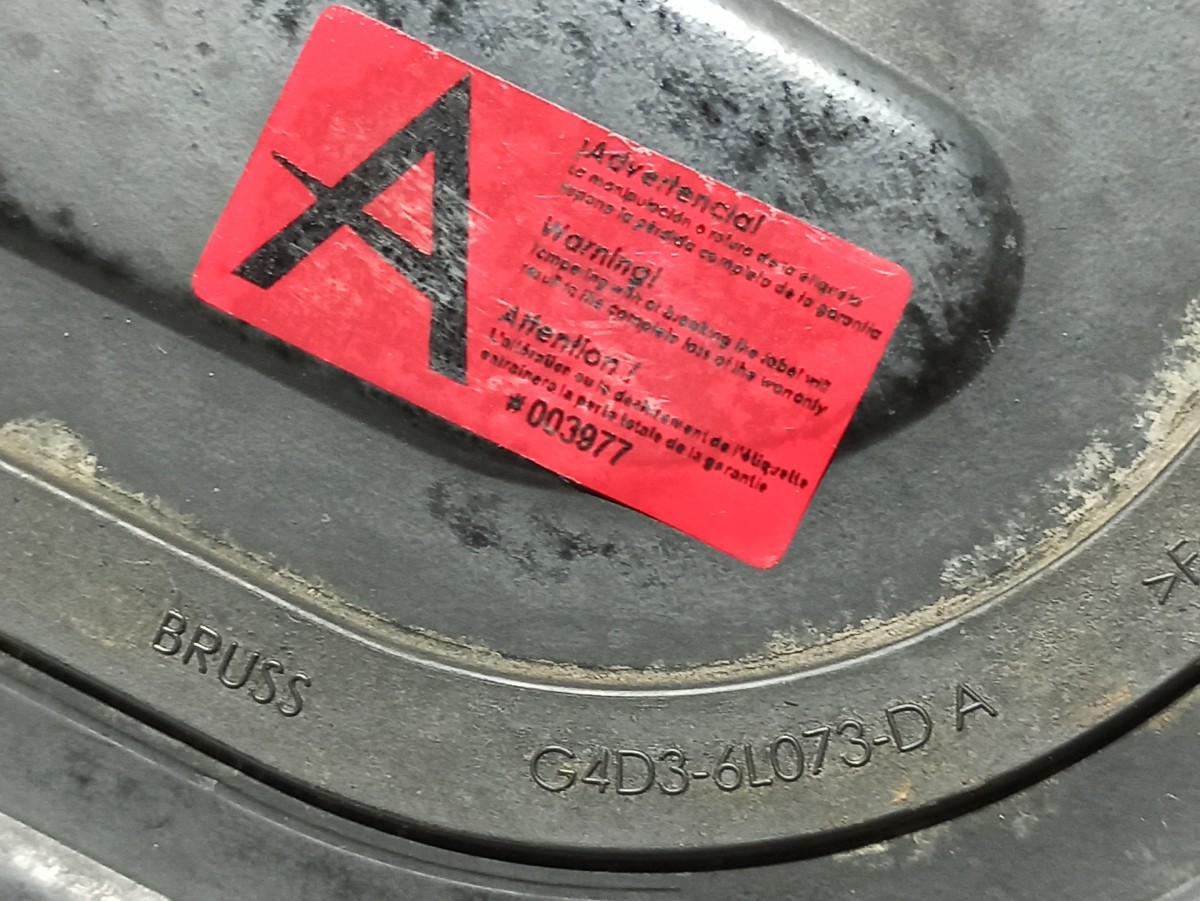 A
¡Advertencia!
La manipulación o rotura de la etiqueta
supone la pérdida completa de la garantía
Warning!
Tampering with or breaking the label will
result in the complete loss of the warranty
Attention !
L'altération ou le déchirement de l'étiquette
entraînera la perte totale de la garantie
#003977
BRUSS
G4D3-6L073-D A